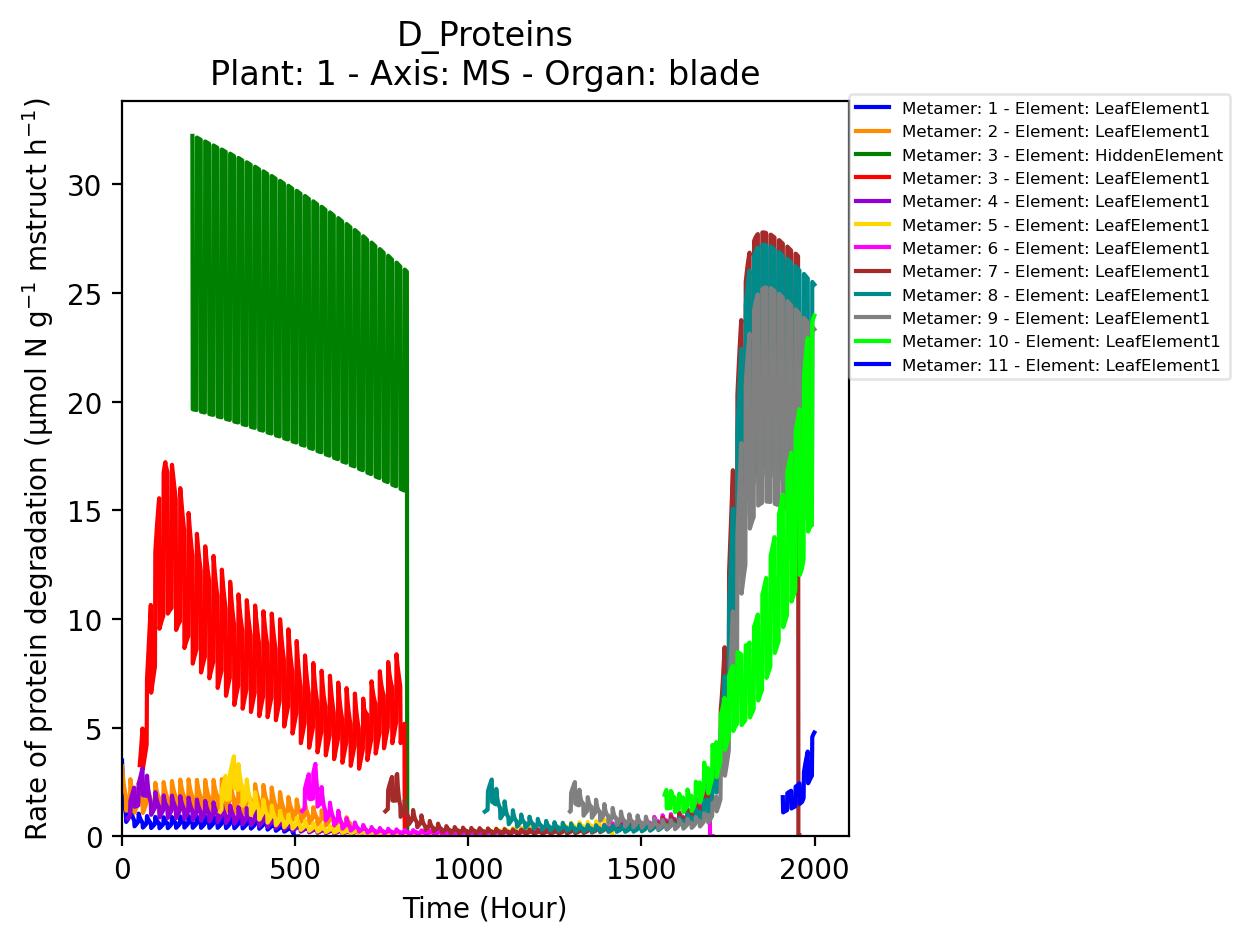 D_Proteins
Plant: 1 - Axis: MS - Organ: blade
Rate of protein degradation (µmol N g⁻¹ mstruct h⁻¹)
30
25
20
15
10
5
0
0 500 1000 1500 2000
Time (Hour)
Metamer: 1 - Element: LeafElement1
Metamer: 2 - Element: LeafElement1
Metamer: 3 - Element: HiddenElement
Metamer: 3 - Element: LeafElement1
Metamer: 4 - Element: LeafElement1
Metamer: 5 - Element: LeafElement1
Metamer: 6 - Element: LeafElement1
Metamer: 7 - Element: LeafElement1
Metamer: 8 - Element: LeafElement1
Metamer: 9 - Element: LeafElement1
Metamer: 10 - Element: LeafElement1
Metamer: 11 - Element: LeafElement1